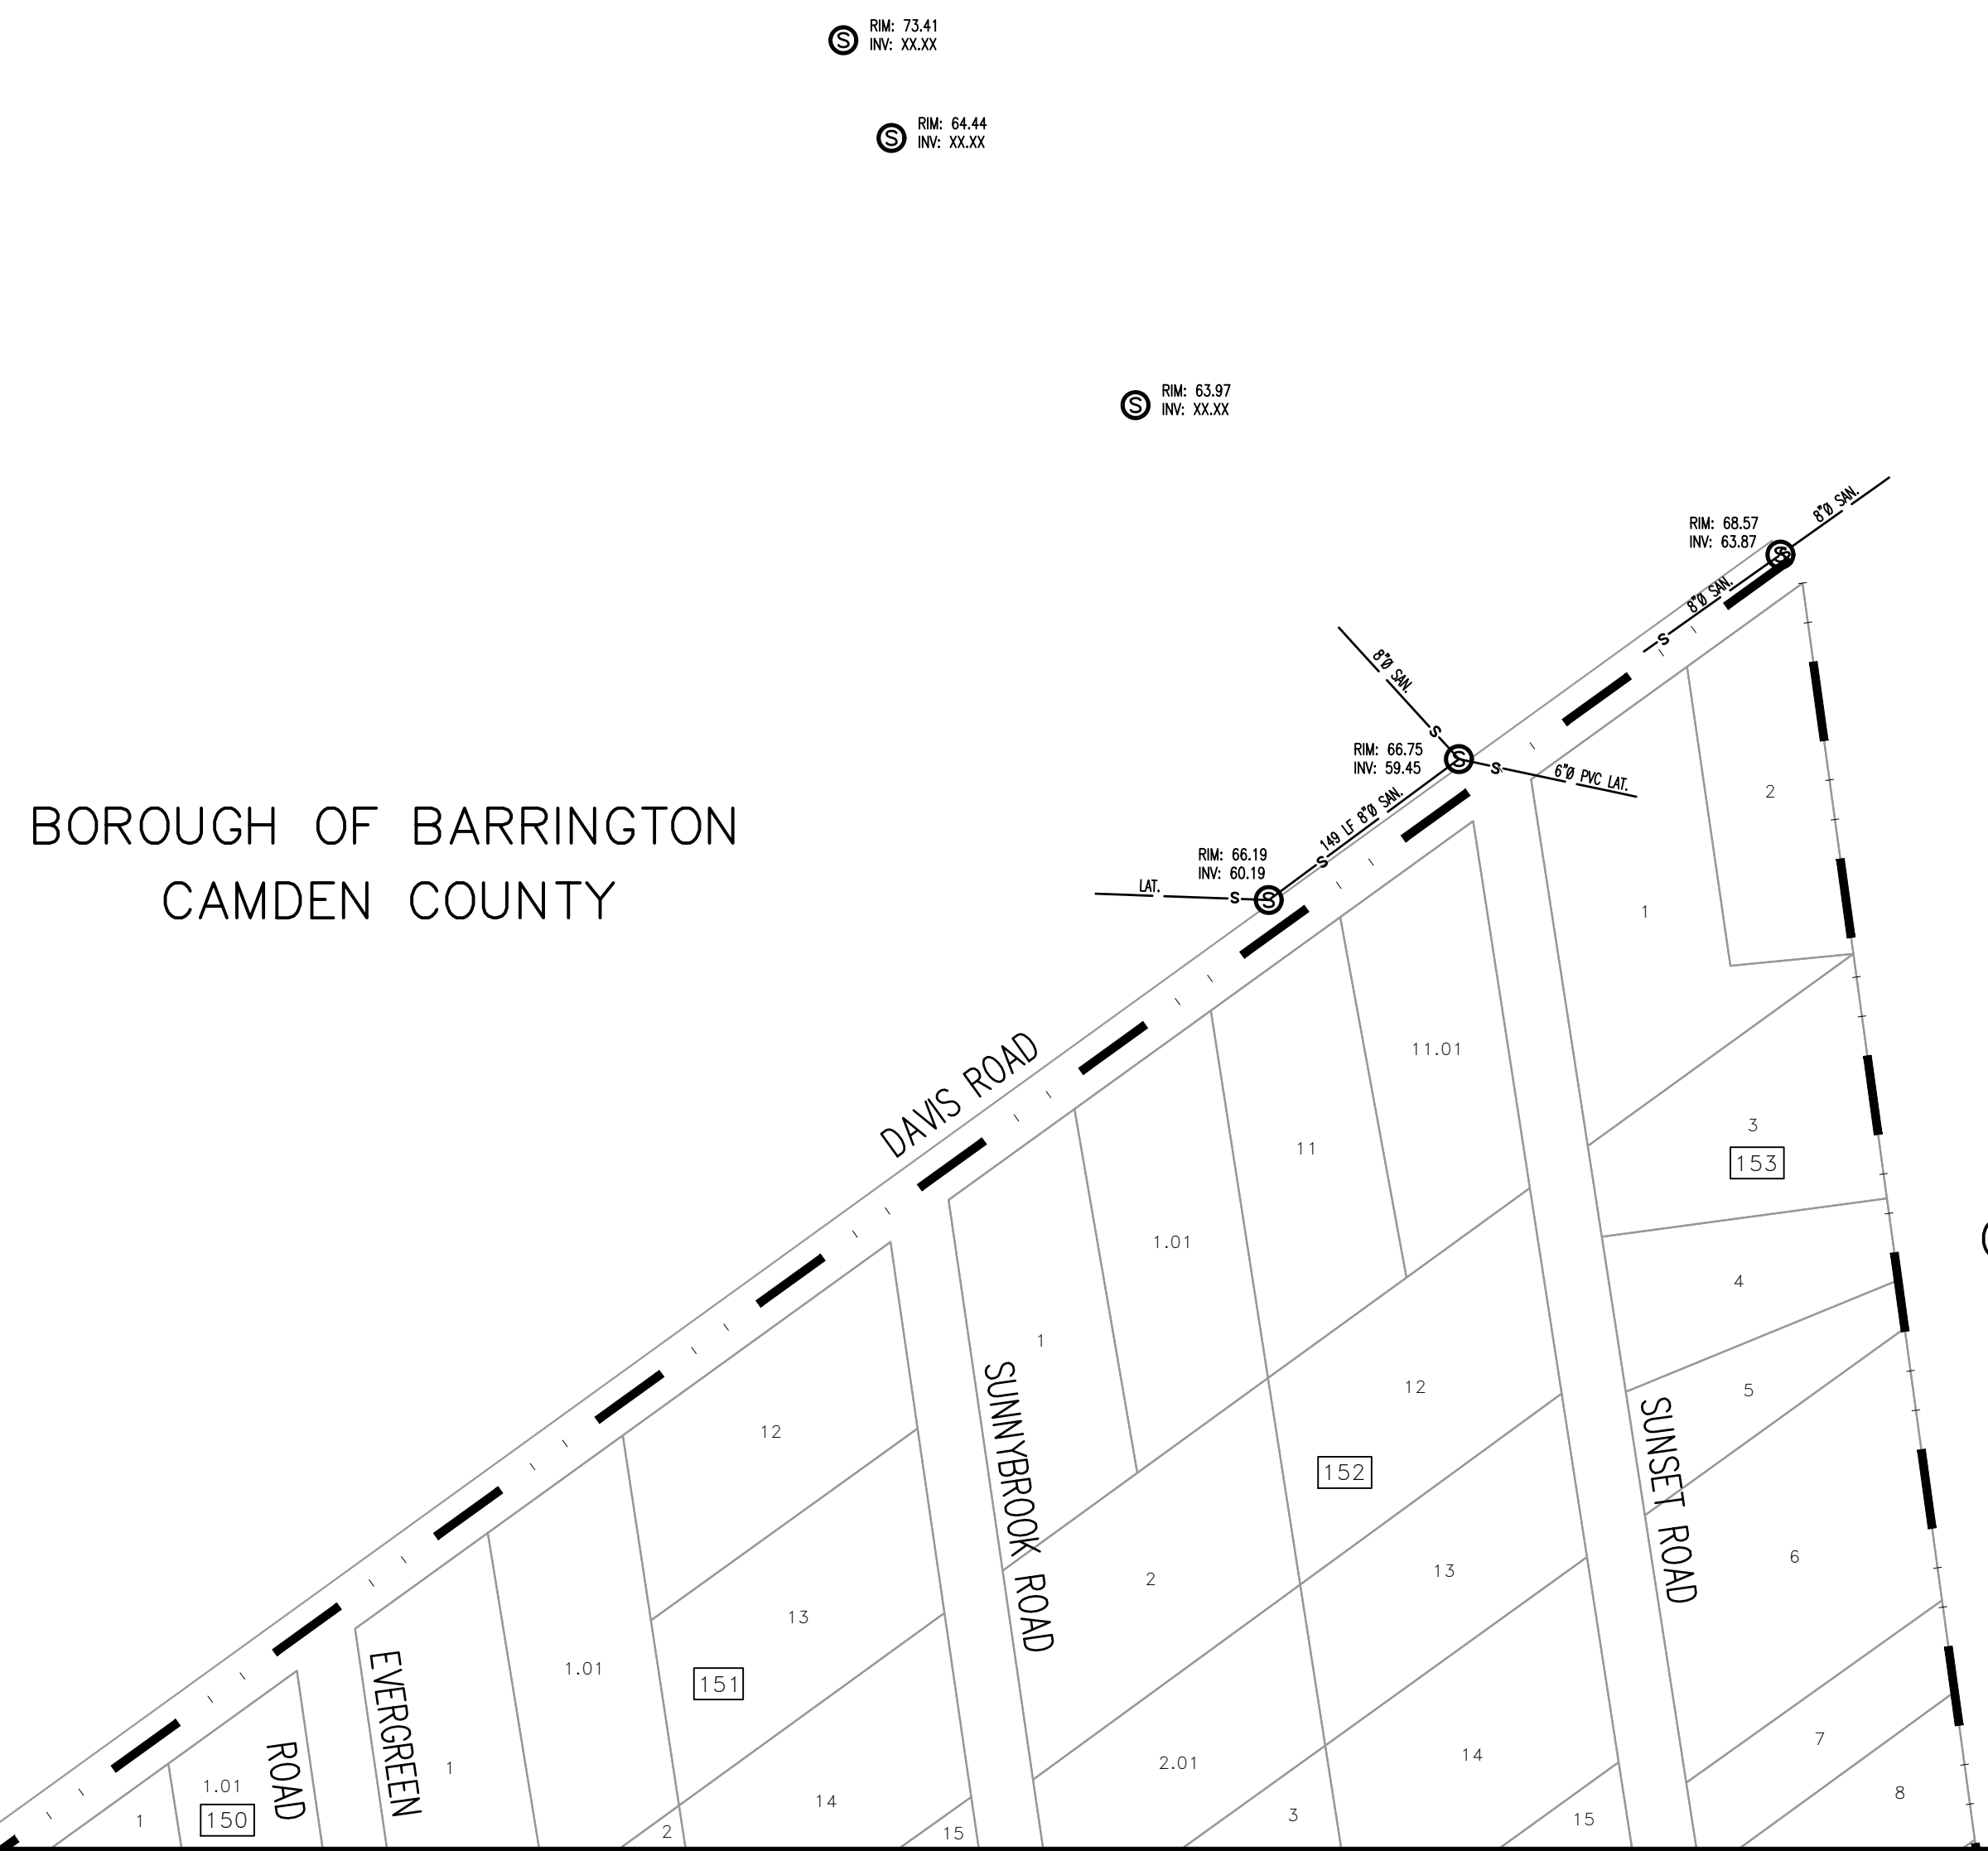 RIM: 73.41
INV: XX.XX
RIM: 64.44
INV: XX.XX
RIM: 63.97
INV: XX.XX
8"Ø SAN.
RIM: 68.57
INV: 63.87
S
8"Ø SAN.
S
8"Ø SAN.
S
RIM: 66.75
INV: 59.45
S
S
6"Ø PVC LAT.
149 LF 8"Ø SAN.
S
RIM: 66.19
INV: 60.19
LAT.
S
S
S
S
S
BOROUGH OF BARRINGTON
CAMDEN COUNTY
DAVIS ROAD
2
1
11.01
3
153
11
1.01
4
1
SUNNYBROOK ROAD
12
5
SUNSET ROAD
12
152
6
2
13
13
1.01
151
EVERGREEN
ROAD
1
2.01
14
7
1.01
150
1
14
2
15
3
15
8